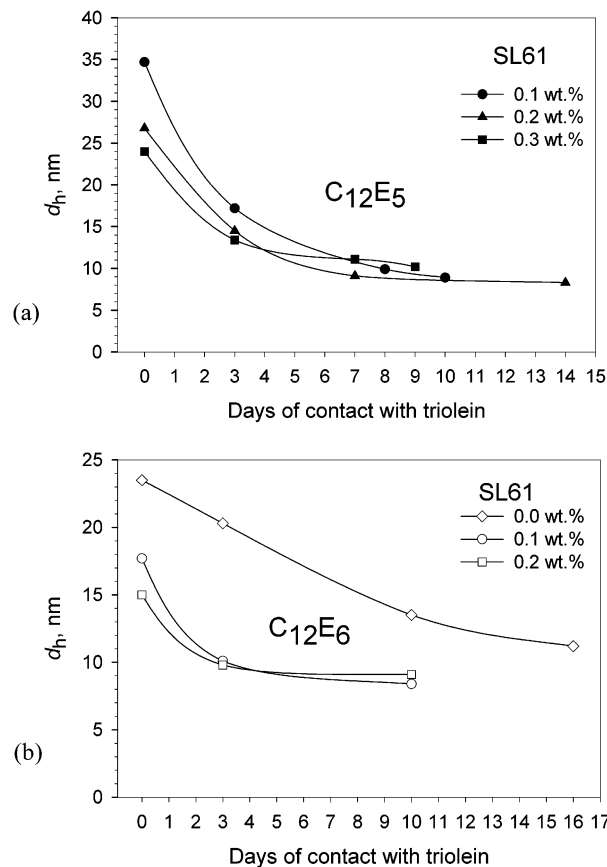 40
35
30
25
20
15
10
5
0
d_h, nm
SL61
0.1 wt.%
0.2 wt.%
0.3 wt.%
C12E5
(a)
0 1 2 3 4 5 6 7 8 9 10 11 12 13 14 15
Days of contact with triolein
25
20
15
10
5
0
d_h, nm
SL61
0.0 wt.%
0.1 wt.%
0.2 wt.%
C12E6
(b)
0 1 2 3 4 5 6 7 8 9 10 11 12 13 14 15 16 17
Days of contact with triolein